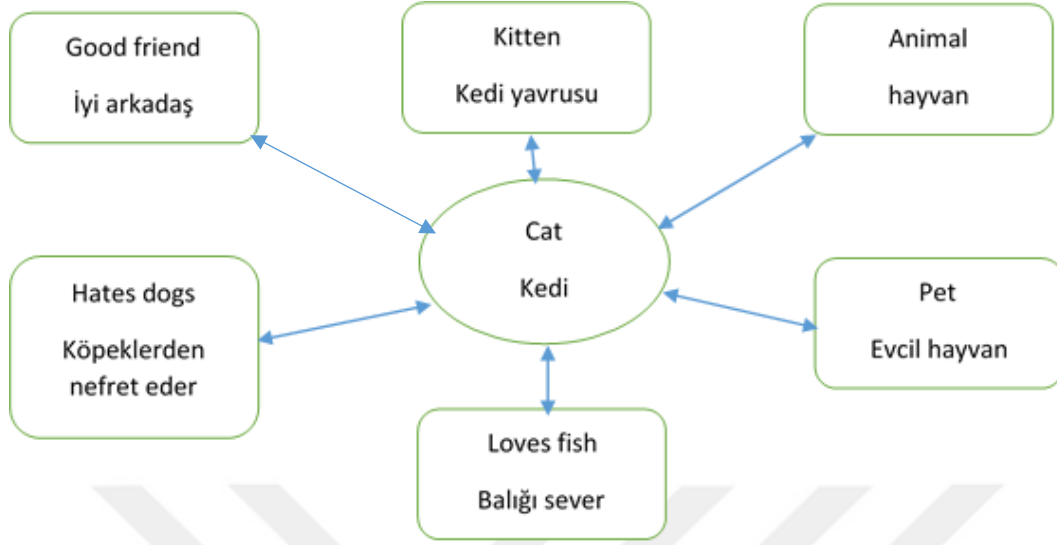 Good friend
İyi arkadaş
Kitten
Kedi yavrusu
Animal
hayvan
Cat
Kedi
Hates dogs
Köpeklerden
nefret eder
Pet
Evcil hayvan
Loves fish
Balığı sever